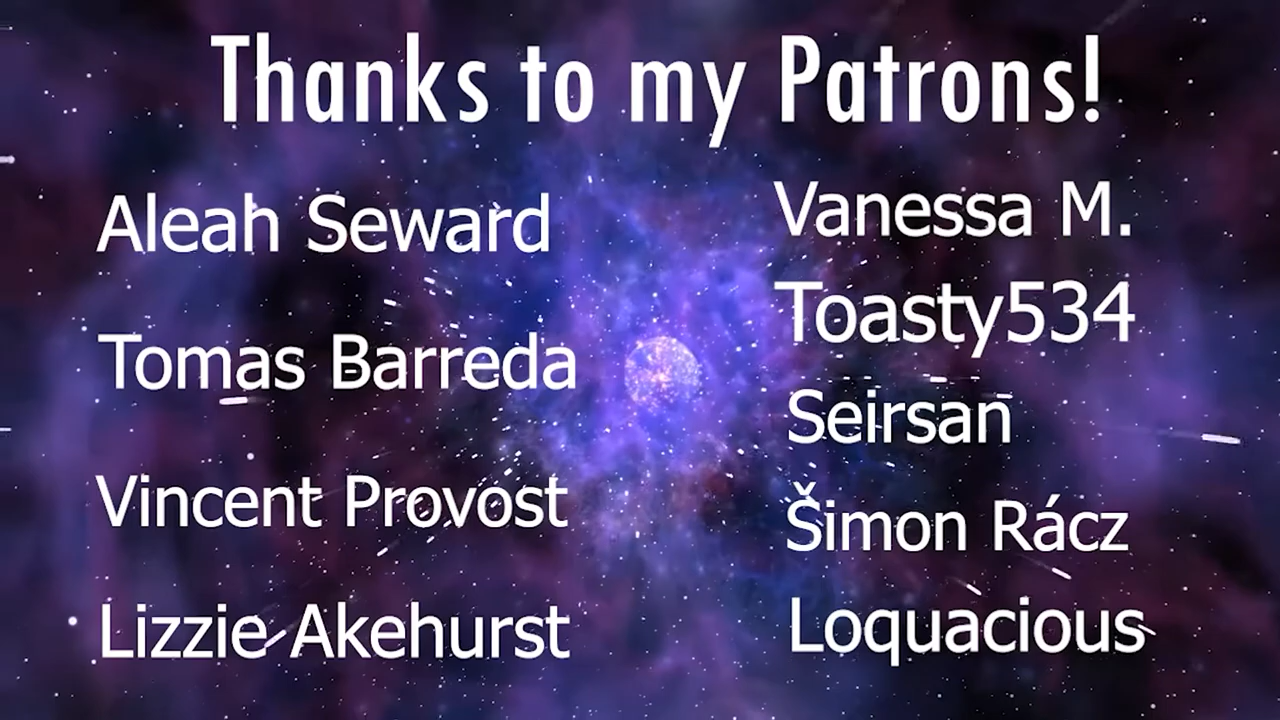 Thanks to my Patrons!
Aleah Seward
Tomas Barreda
Vincent Provost
Lizzie Akehurst
Vanessa M.
Toasty534
Seirsan
Šimon Rácz
Loquacious